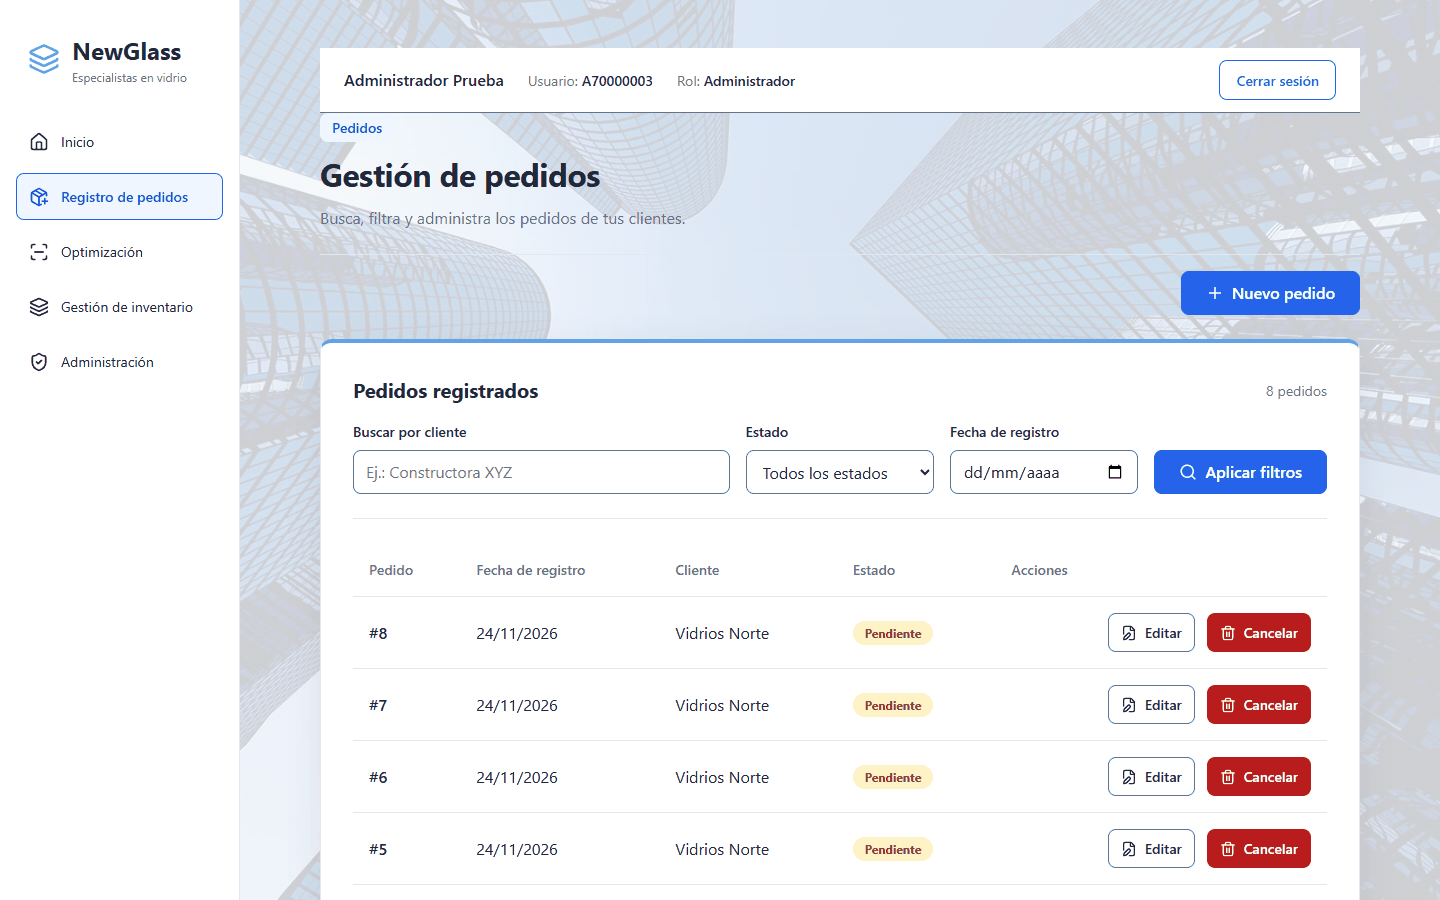 NewGlass
Especialistas en vidrio
Inicio
Registro de pedidos
Optimización
Gestión de inventario
Administración
Administrador Prueba Usuario: A70000003 Rol: Administrador Cerrar sesión
Pedidos
Gestión de pedidos
Busca, filtra y administra los pedidos de tus clientes.
Nuevo pedido
Pedidos registrados 8 pedidos
Buscar por cliente Estado Fecha de registro
Ej.: Constructora XYZ Todos los estados dd/mm/aaaa Aplicar filtros
Pedido Fecha de registro Cliente Estado Acciones
#8 24/11/2026 Vidrios Norte Pendiente Editar Cancelar
#7 24/11/2026 Vidrios Norte Pendiente Editar Cancelar
#6 24/11/2026 Vidrios Norte Pendiente Editar Cancelar
#5 24/11/2026 Vidrios Norte Pendiente Editar Cancelar